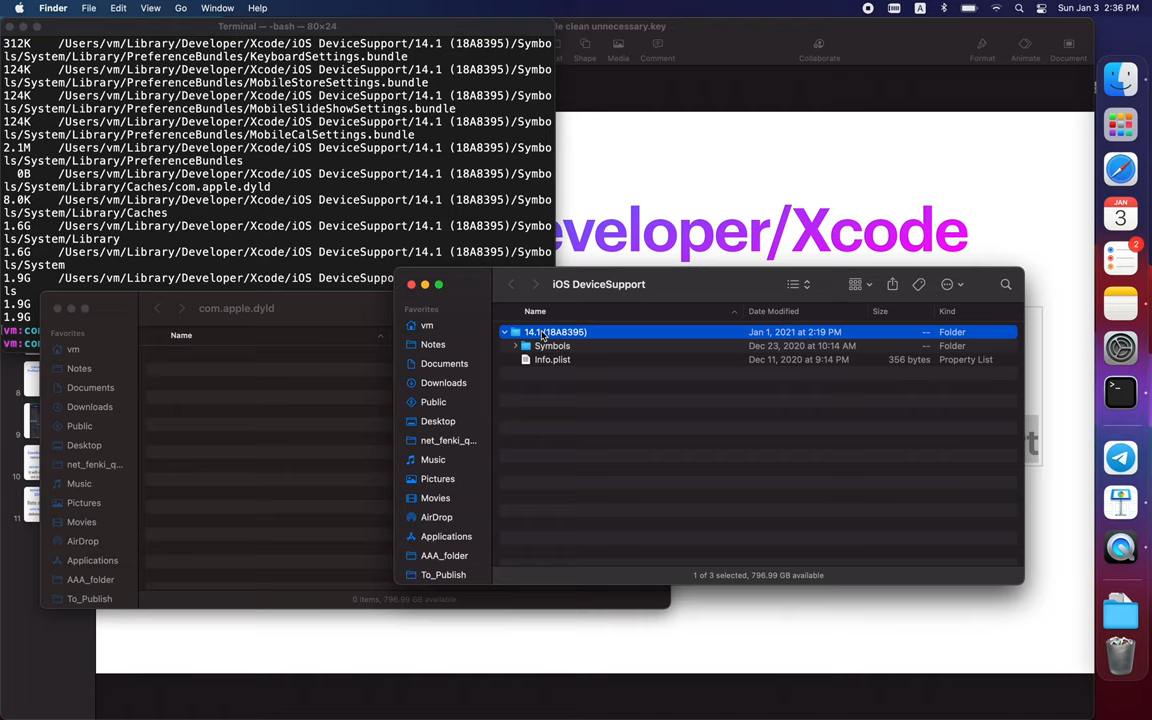 Finder File Edit View Go Window Help
A
Sun Jan 3 2:36 PM
Terminal — -bash — 80×24
le clean unnecessary.key
312K /Users/vm/Library/Developer/Xcode/iOS DeviceSupport/14.1 (18A8395)/Symbo
ls/System/Library/PreferenceBundles/KeyboardSettings.bundle
124K /Users/vm/Library/Developer/Xcode/iOS DeviceSupport/14.1 (18A8395)/Symbo
ls/System/Library/PreferenceBundles/MobileStoreSettings.bundle
124K /Users/vm/Library/Developer/Xcode/iOS DeviceSupport/14.1 (18A8395)/Symbo
ls/System/Library/PreferenceBundles/MobileSlideShowSettings.bundle
124K /Users/vm/Library/Developer/Xcode/iOS DeviceSupport/14.1 (18A8395)/Symbo
ls/System/Library/PreferenceBundles/MobileCalSettings.bundle
2.1M /Users/vm/Library/Developer/Xcode/iOS DeviceSupport/14.1 (18A8395)/Symbo
ls/System/Library/PreferenceBundles
0B /Users/vm/Library/Developer/Xcode/iOS DeviceSupport/14.1 (18A8395)/Symbo
ls/System/Library/Caches/com.apple.dyld
8.0K /Users/vm/Library/Developer/Xcode/iOS DeviceSupport/14.1 (18A8395)/Symbo
ls/System/Library/Caches
1.6G /Users/vm/Library/Developer/Xcode/iOS DeviceSupport/14.1 (18A8395)/Symbo
ls/System/Library
1.6G /Users/vm/Library/Developer/Xcode/iOS DeviceSupport/14.1 (18A8395)/Symbo
ls/System
1.9G /Users/vm/Library/Developer/Xcode/iOS DeviceSuppo
ls
1.9G
1.9G
vm:co
vm:co
Shape Media Comment Collaborate Format Animate Document
eveloper/Xcode
com.apple.dyld
Favorites
Name
vm
Notes
Documents
Downloads
Public
Desktop
net_fenki_q...
Music
Pictures
Movies
AirDrop
Applications
AAA_folder
To_Publish
0 items, 796.99 GB available
iOS DeviceSupport
Favorites
vm
Notes
Documents
Downloads
Public
Desktop
net_fenki_q...
Music
Pictures
Movies
AirDrop
Applications
AAA_folder
To_Publish
Name Date Modified Size Kind
14.1 (18A8395) Jan 1, 2021 at 2:19 PM -- Folder
Symbols Dec 23, 2020 at 10:14 AM -- Folder
Info.plist Dec 11, 2020 at 9:14 PM 356 bytes Property List
1 of 3 selected, 796.99 GB available
8
9
10
11
JAN
3
2